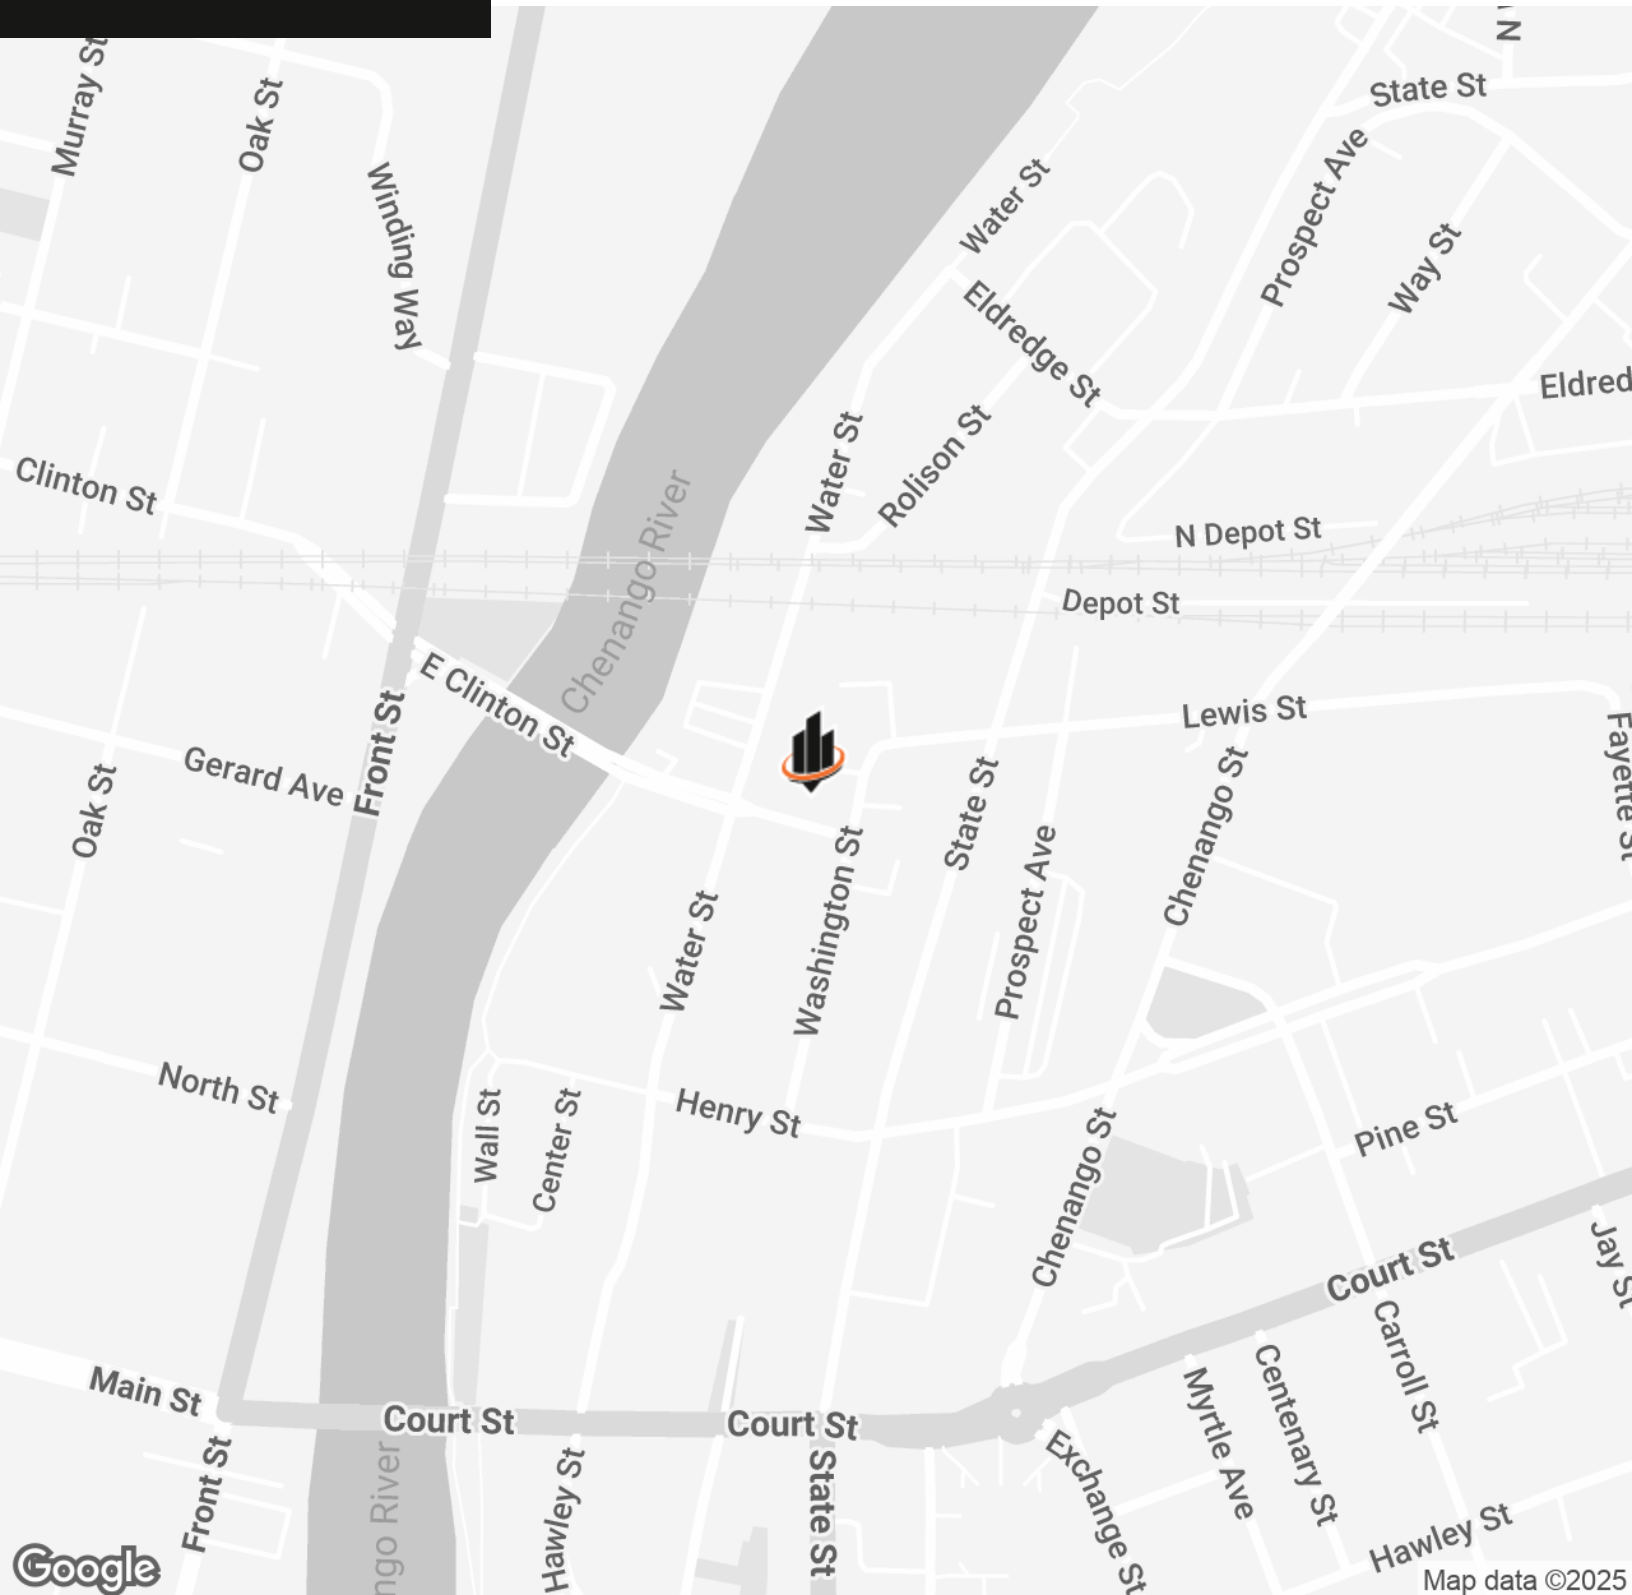 N
State St
Murray St
Oak St
Prospect Ave
Water St
Winding Way
Way St
Eldredge St
Eldred
Water St
Rolison St
Clinton St
N Depot St
Chenango River
Depot St
E Clinton St
Lewis St
Front St
Fayette St
Gerard Ave
Oak St
State St
Chenango St
Washington St
Prospect Ave
Water St
North St
Henry St
Wall St
Center St
Pine St
Chenango St
Court St
Jay St
Main St
Court St
Court St
Carroll St
Centenary St
Myrtle Ave
Exchange St
Front St
ngo River
Hawley St
State St
Hawley St
Google
Map data ©2025